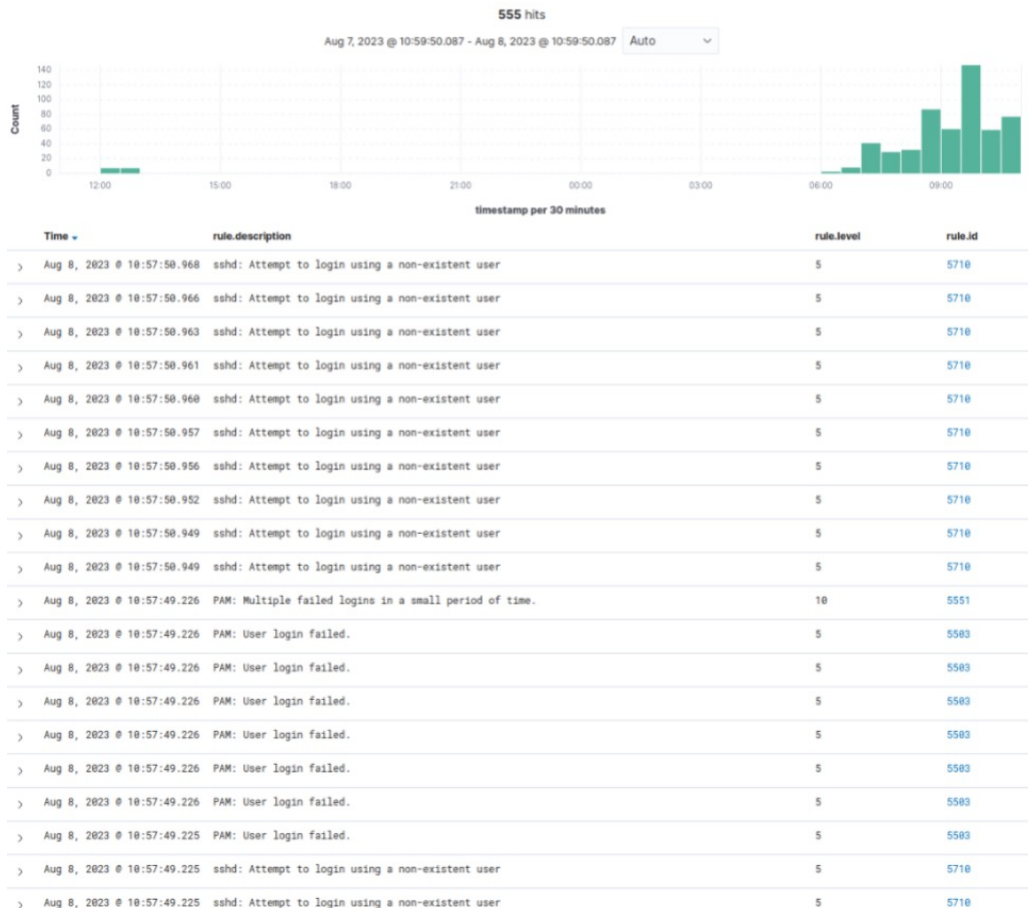 555 hits
Aug 7, 2023 @ 10:59:50.087 - Aug 8, 2023 @ 10:59:50.087 Auto
140
120
100
80
60
40
20
0
Count
12:00 15:00 18:00 21:00 00:00 03:00 06:00 09:00
timestamp per 30 minutes
Time rule.description rule.level rule.id
Aug 8, 2023 @ 10:57:50.968 sshd: Attempt to login using a non-existent user 5 5710
Aug 8, 2023 @ 10:57:50.966 sshd: Attempt to login using a non-existent user 5 5710
Aug 8, 2023 @ 10:57:50.963 sshd: Attempt to login using a non-existent user 5 5710
Aug 8, 2023 @ 10:57:50.961 sshd: Attempt to login using a non-existent user 5 5710
Aug 8, 2023 @ 10:57:50.960 sshd: Attempt to login using a non-existent user 5 5710
Aug 8, 2023 @ 10:57:50.957 sshd: Attempt to login using a non-existent user 5 5710
Aug 8, 2023 @ 10:57:50.956 sshd: Attempt to login using a non-existent user 5 5710
Aug 8, 2023 @ 10:57:50.952 sshd: Attempt to login using a non-existent user 5 5710
Aug 8, 2023 @ 10:57:50.949 sshd: Attempt to login using a non-existent user 5 5710
Aug 8, 2023 @ 10:57:50.949 sshd: Attempt to login using a non-existent user 5 5710
Aug 8, 2023 @ 10:57:49.226 PAM: Multiple failed logins in a small period of time. 10 5551
Aug 8, 2023 @ 10:57:49.226 PAM: User login failed. 5 5503
Aug 8, 2023 @ 10:57:49.226 PAM: User login failed. 5 5503
Aug 8, 2023 @ 10:57:49.226 PAM: User login failed. 5 5503
Aug 8, 2023 @ 10:57:49.226 PAM: User login failed. 5 5503
Aug 8, 2023 @ 10:57:49.226 PAM: User login failed. 5 5503
Aug 8, 2023 @ 10:57:49.226 PAM: User login failed. 5 5503
Aug 8, 2023 @ 10:57:49.225 PAM: User login failed. 5 5503
Aug 8, 2023 @ 10:57:49.225 sshd: Attempt to login using a non-existent user 5 5710
Aug 8, 2023 @ 10:57:49.225 sshd: Attempt to login using a non-existent user 5 5710